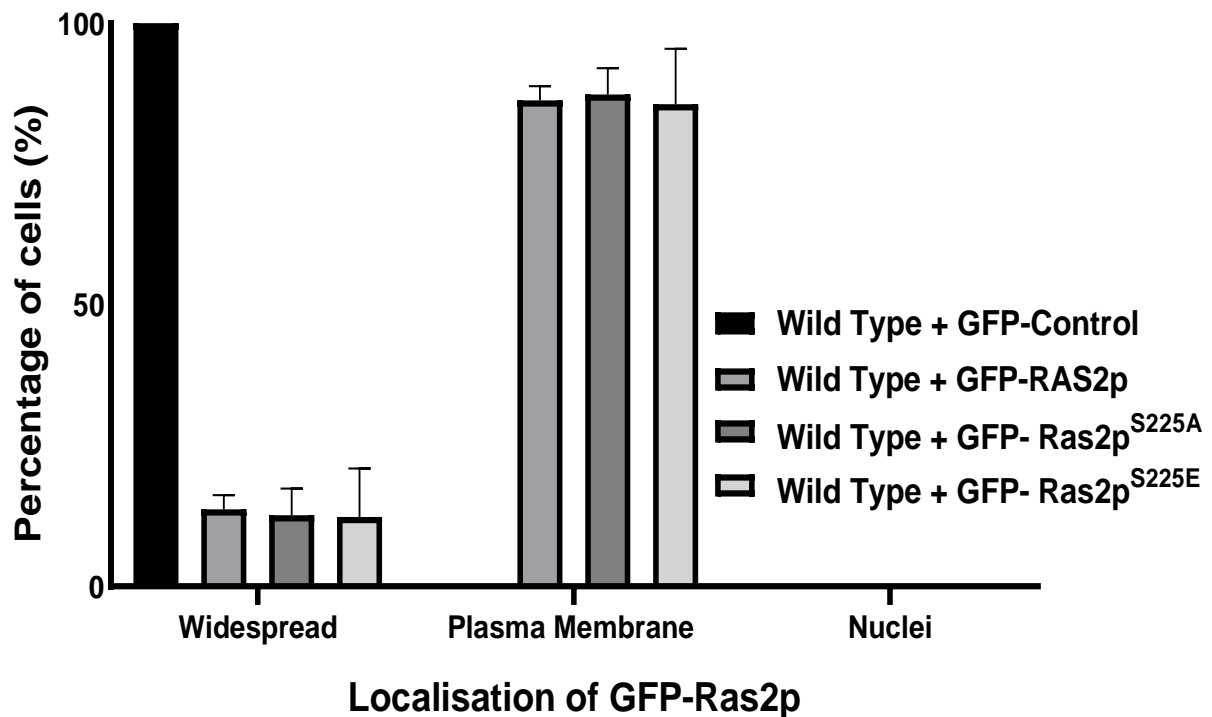 Percentage of cells (%)
100
50
0
Wild Type + GFP-Control
Wild Type + GFP-RAS2p
Wild Type + GFP- Ras2pS225A
Wild Type + GFP- Ras2pS225E
Widespread
Plasma Membrane
Nuclei
Localisation of GFP-Ras2p